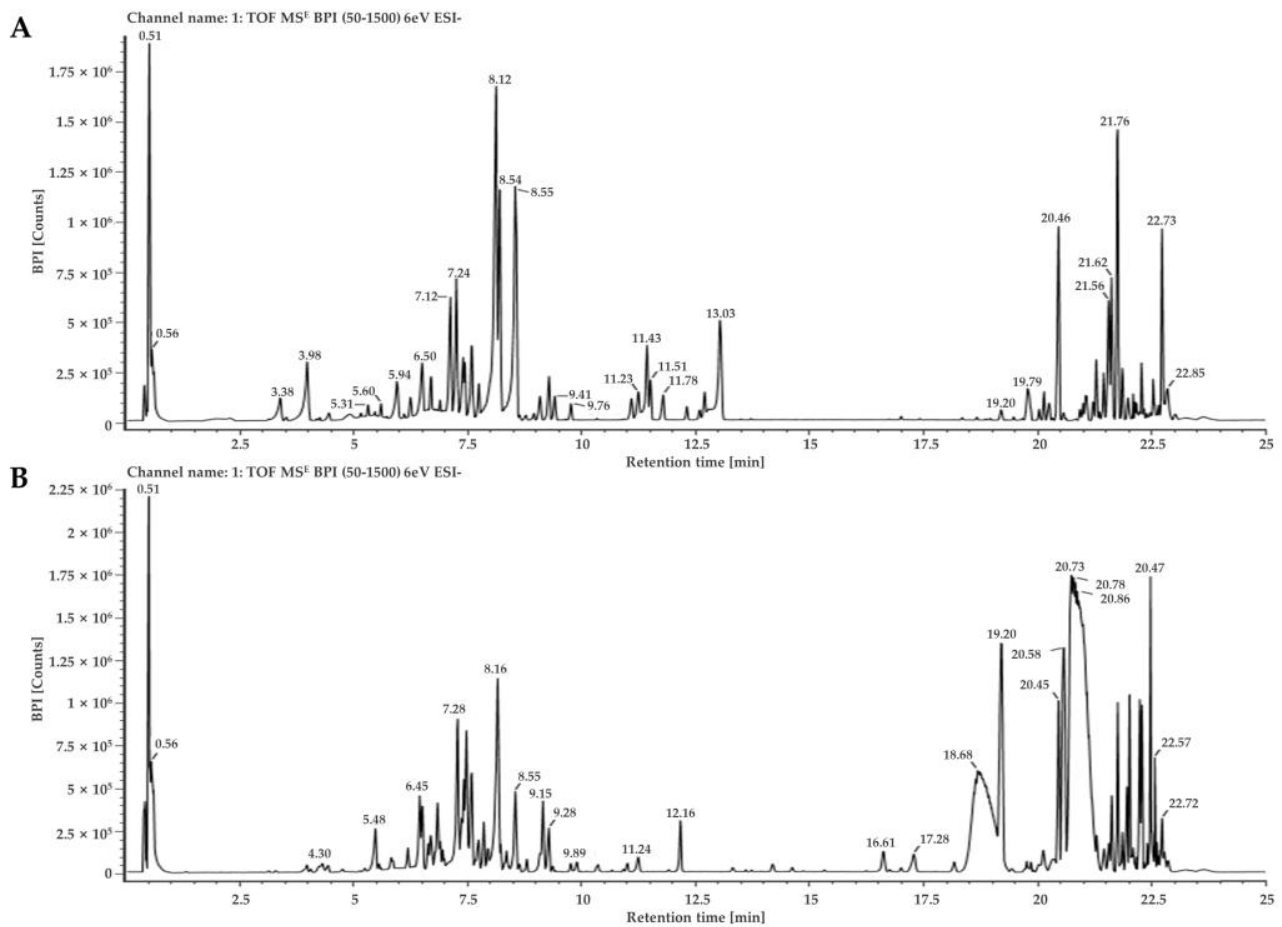 A
Channel name: 1: TOF MSᴱ BPI (50-1500) 6eV ESI-
BPI [Counts]
1.75 × 10⁶
1.5 × 10⁶
1.25 × 10⁶
1 × 10⁶
7.5 × 10⁵
5 × 10⁵
2.5 × 10⁵
0
0.51
0.56
3.38
3.98
5.31
5.60
5.94
6.50
7.12
7.24
8.12
8.54
8.55
9.41
9.76
11.23
11.43
11.51
11.78
13.03
19.20
19.79
20.46
21.56
21.62
21.76
22.73
22.85
2.5 5 7.5 10 12.5 15 17.5 20 22.5 25
Retention time [min]
B
Channel name: 1: TOF MSᴱ BPI (50-1500) 6eV ESI-
BPI [Counts]
2.25 × 10⁶
2 × 10⁶
1.75 × 10⁶
1.5 × 10⁶
1.25 × 10⁶
1 × 10⁶
7.5 × 10⁵
5 × 10⁵
2.5 × 10⁵
0
0.51
0.56
4.30
5.48
6.45
7.28
8.16
8.55
9.15
9.28
9.89
11.24
12.16
16.61
17.28
18.68
19.20
20.45
20.58
20.73
20.78
20.86
20.47
22.57
22.72
2.5 5 7.5 10 12.5 15 17.5 20 22.5 25
Retention time [min]